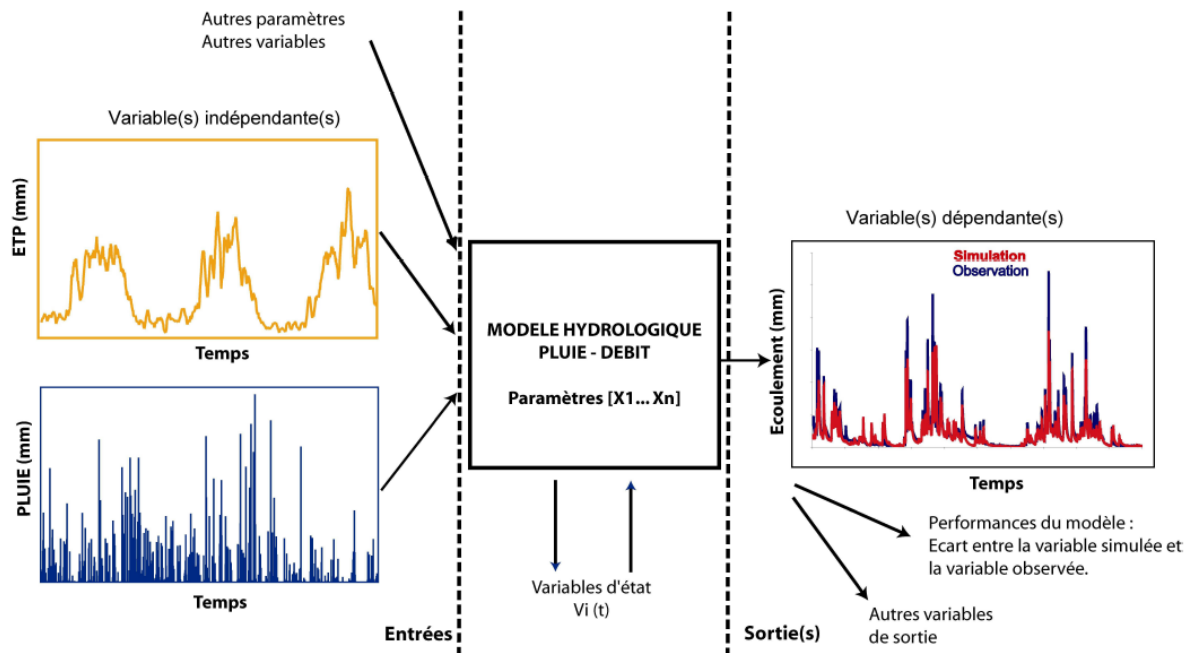 Autres paramètres
Autres variables
Variable(s) indépendante(s)
ETP (mm)
Temps
PLUIE (mm)
Temps
Entrées
MODELE HYDROLOGIQUE
PLUIE - DEBIT
Paramètres [X1... Xn]
Variables d'état
Vi (t)
Variable(s) dépendante(s)
Simulation
Observation
Ecoulement (mm)
Temps
Performances du modèle :
Ecart entre la variable simulée et
la variable observée.
Autres variables
de sortie
Sortie(s)